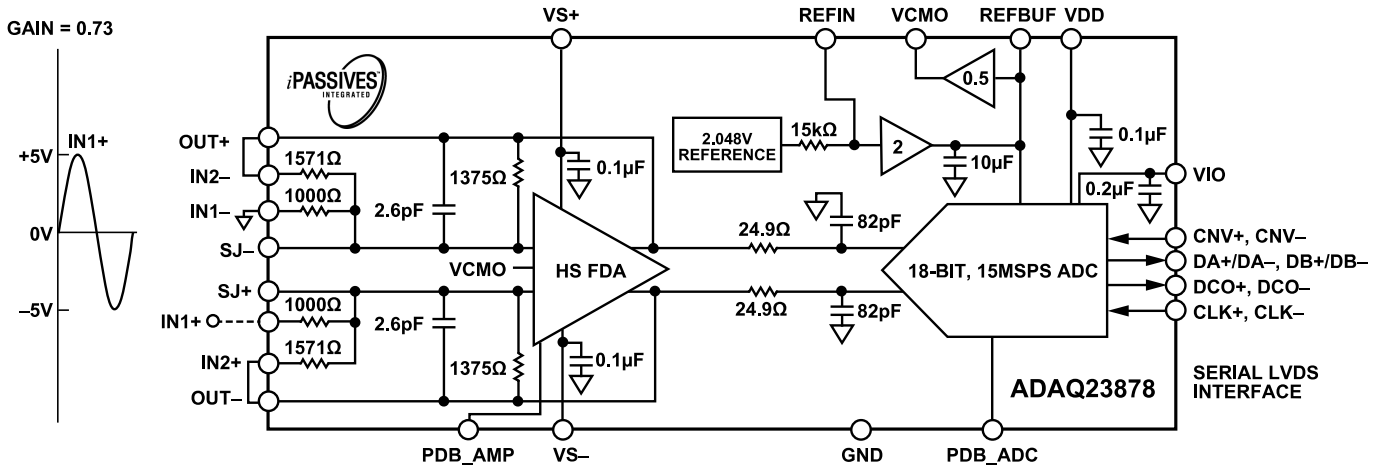 GAIN = 0.73
IN1+
+5V
0V
–5V
VS+
REFIN
VCMO
REFBUF
VDD
iPASSIVES™
INTEGRATED
0.5
OUT+
IN2–
IN1–
SJ–
SJ+
IN1+
IN2+
OUT–
1571Ω
1000Ω
2.6pF
1375Ω
0.1µF
2.048V
REFERENCE
15kΩ
2
10µF
0.1µF
0.2µF
VIO
82pF
24.9Ω
VCMO
HS FDA
18-BIT, 15MSPS ADC
CNV+, CNV–
DA+/DA–, DB+/DB–
DCO+, DCO–
CLK+, CLK–
1000Ω
1571Ω
2.6pF
1375Ω
0.1µF
24.9Ω
82pF
ADAQ23878
SERIAL LVDS
INTERFACE
PDB_AMP
VS–
GND
PDB_ADC